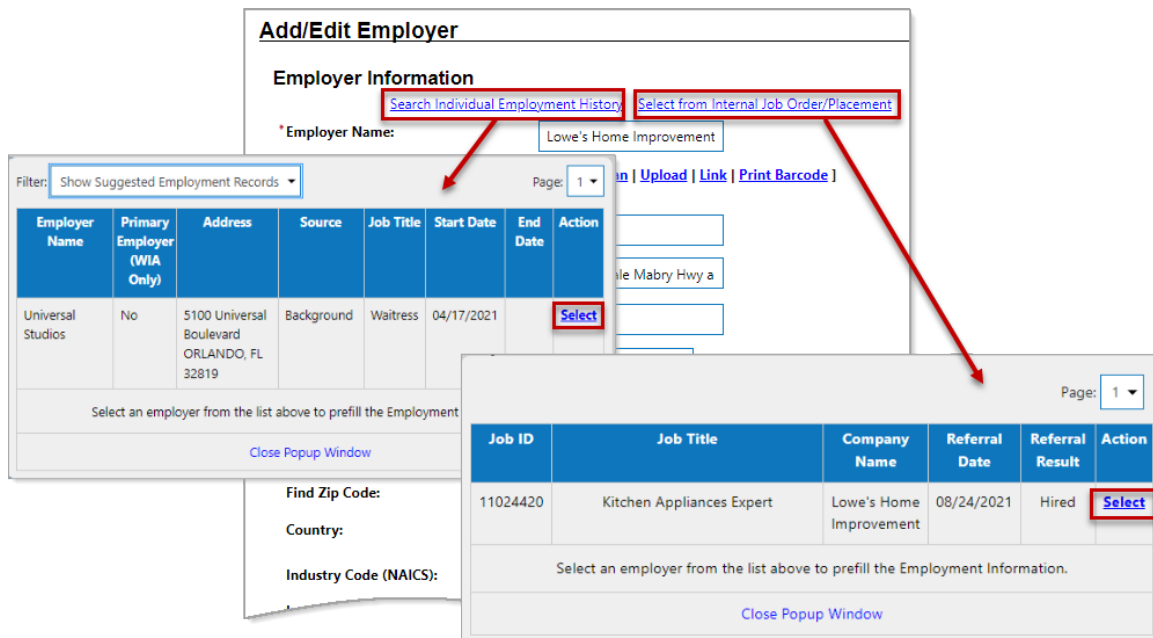 Add/Edit Employer
Employer Information
Search Individual Employment History Select from Internal Job Order/Placement
*Employer Name: Lowe's Home Improvement
| Upload | Link | Print Barcode ]
Mabry Hwy a
Find Zip Code:
Country:
Industry Code (NAICS):
Filter: Show Suggested Employment Records Page: 1
Employer Name Primary Employer (WIA Only) Address Source Job Title Start Date End Date Action
Universal Studios No 5100 Universal Boulevard ORLANDO, FL 32819 Background Waitress 04/17/2021 Select
Select an employer from the list above to prefill the Employment
Close Popup Window
Page: 1
Job ID Job Title Company Name Referral Date Referral Result Action
11024420 Kitchen Appliances Expert Lowe's Home Improvement 08/24/2021 Hired Select
Select an employer from the list above to prefill the Employment Information.
Close Popup Window